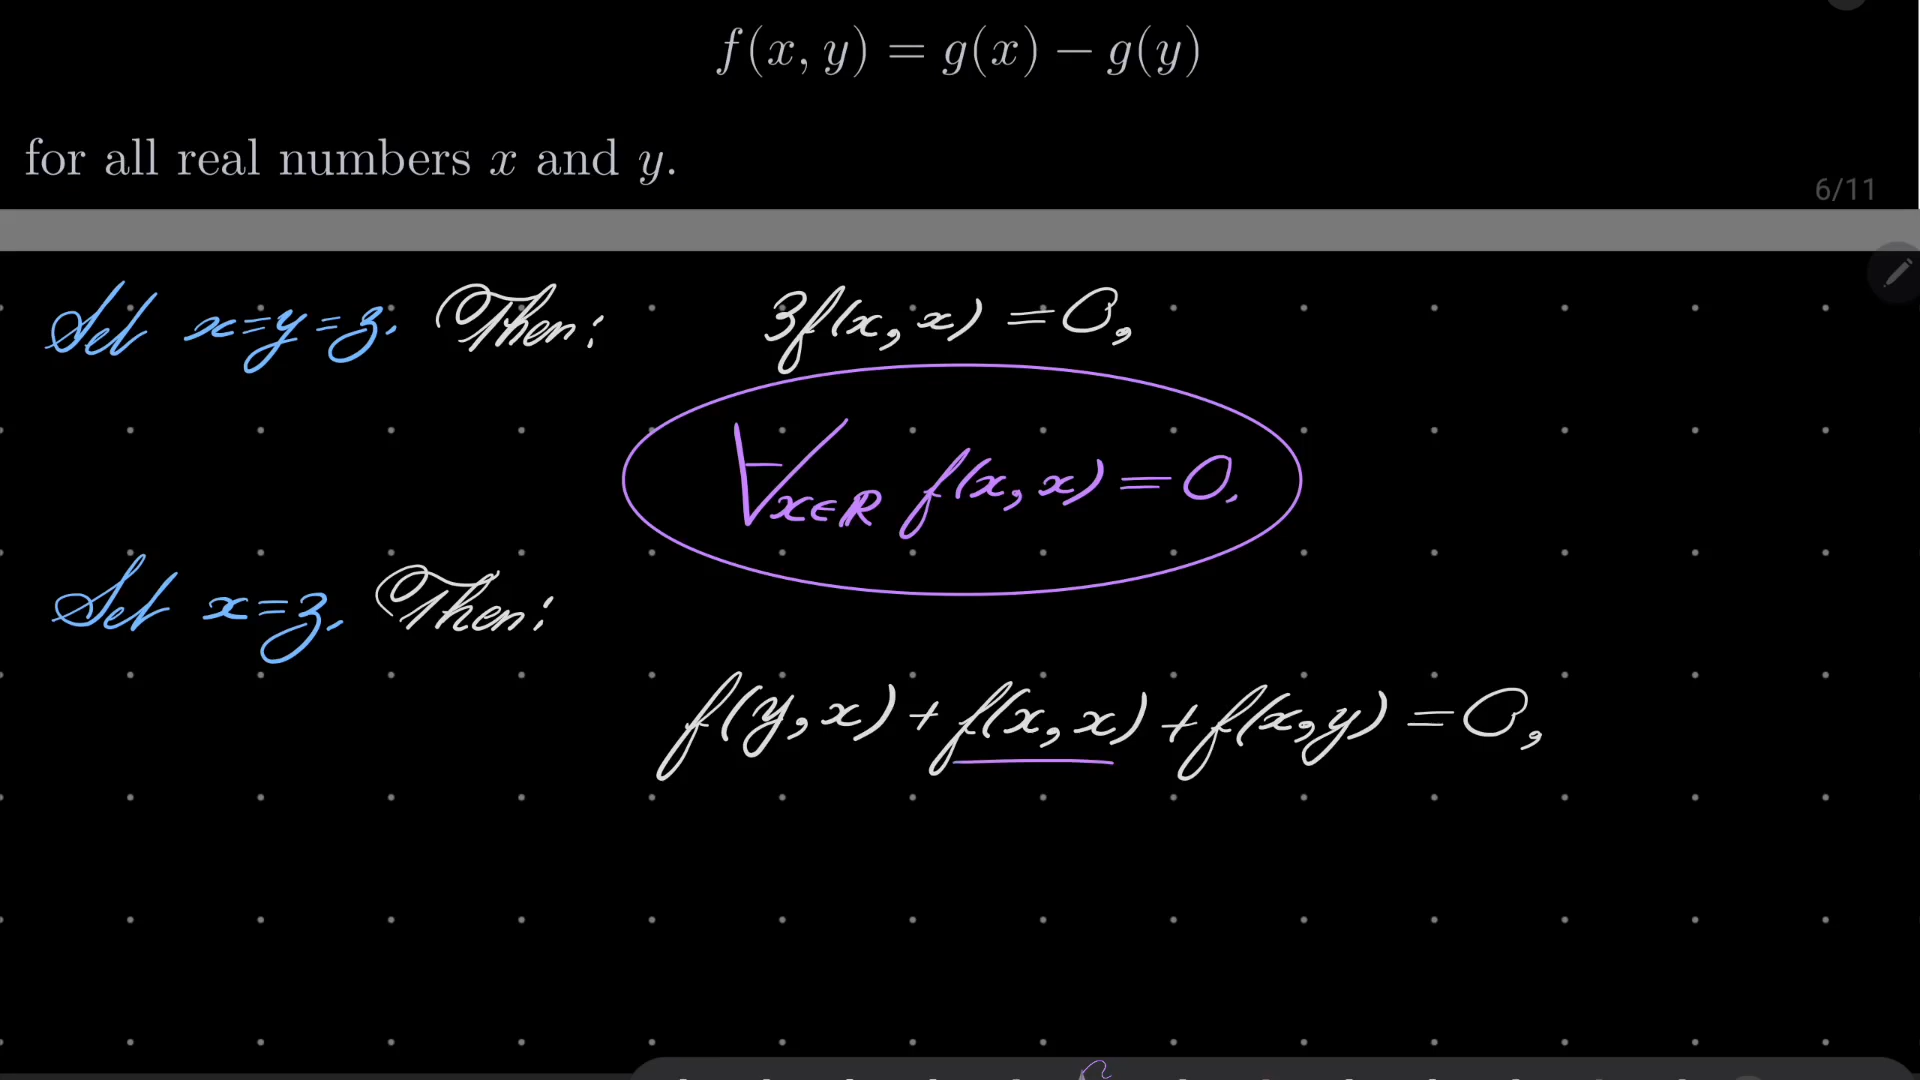 f(x, y) = g(x) − g(y)
for all real numbers x and y.
6/11
Set x=y=z. Then: 3f(x, x) = 0,
∀x∈ℝ f(x, x) = 0.
Set x=z. Then:
f(y, x) + f(x, x) + f(x, y) = 0,